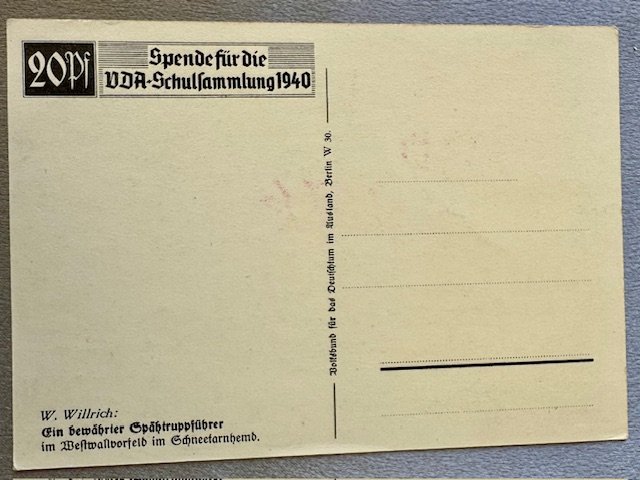 20Pf
Spende für die
VDA-Schulsammlung 1940
Volksbund für das Deutschtum im Ausland, Berlin W 30.
W. Willrich:
Ein bewährter Spähtruppführer
im Westwallvorfeld im Schneetarnhemd.